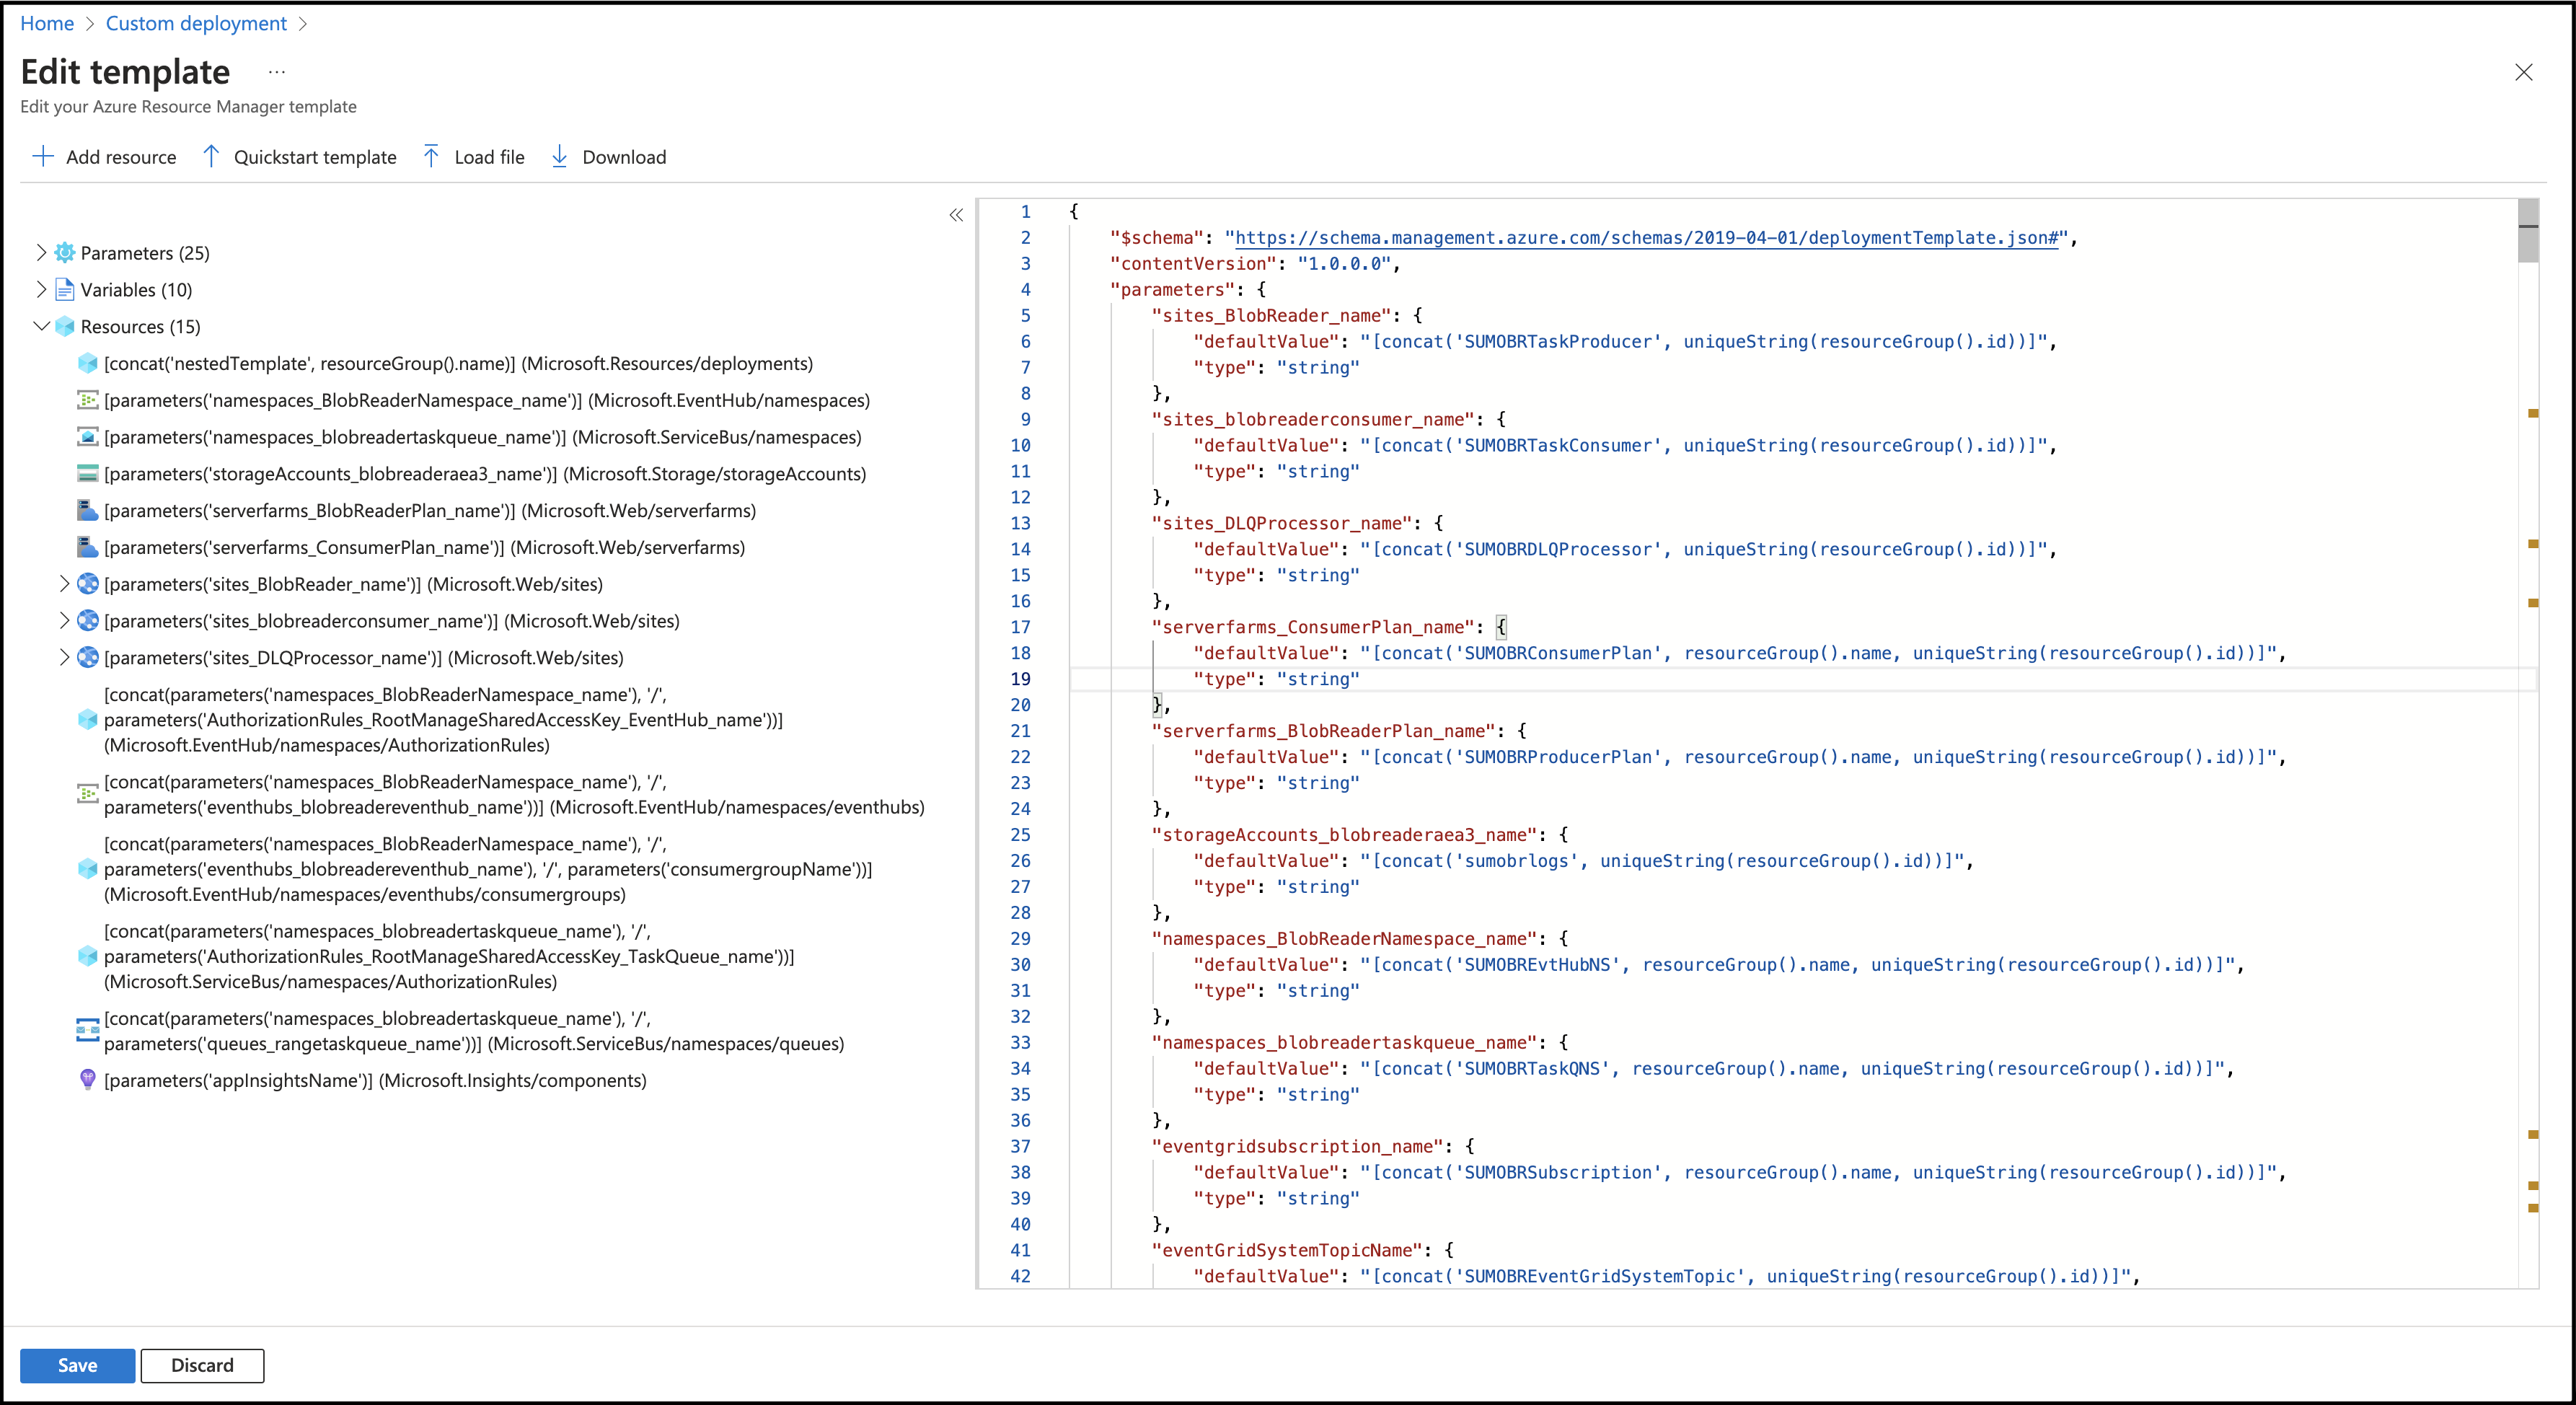 Home > Custom deployment >
Edit template ...
Edit your Azure Resource Manager template
Add resource Quickstart template Load file Download
Parameters (25)
Variables (10)
Resources (15)
[concat('nestedTemplate', resourceGroup().name)] (Microsoft.Resources/deployments)
[parameters('namespaces_BlobReaderNamespace_name')] (Microsoft.EventHub/namespaces)
[parameters('namespaces_blobreadertaskqueue_name')] (Microsoft.ServiceBus/namespaces)
[parameters('storageAccounts_blobreaderaea3_name')] (Microsoft.Storage/storageAccounts)
[parameters('serverfarms_BlobReaderPlan_name')] (Microsoft.Web/serverfarms)
[parameters('serverfarms_ConsumerPlan_name')] (Microsoft.Web/serverfarms)
[parameters('sites_BlobReader_name')] (Microsoft.Web/sites)
[parameters('sites_blobreaderconsumer_name')] (Microsoft.Web/sites)
[parameters('sites_DLQProcessor_name')] (Microsoft.Web/sites)
[concat(parameters('namespaces_BlobReaderNamespace_name'), '/',
parameters('AuthorizationRules_RootManageSharedAccessKey_EventHub_name'))]
(Microsoft.EventHub/namespaces/AuthorizationRules)
[concat(parameters('namespaces_BlobReaderNamespace_name'), '/',
parameters('eventhubs_blobreadereventhub_name'))] (Microsoft.EventHub/namespaces/eventhubs)
[concat(parameters('namespaces_BlobReaderNamespace_name'), '/',
parameters('eventhubs_blobreadereventhub_name'), '/', parameters('consumergroupName'))]
(Microsoft.EventHub/namespaces/eventhubs/consumergroups)
[concat(parameters('namespaces_blobreadertaskqueue_name'), '/',
parameters('AuthorizationRules_RootManageSharedAccessKey_TaskQueue_name'))]
(Microsoft.ServiceBus/namespaces/AuthorizationRules)
[concat(parameters('namespaces_blobreadertaskqueue_name'), '/',
parameters('queues_rangetaskqueue_name'))] (Microsoft.ServiceBus/namespaces/queues)
[parameters('appInsightsName')] (Microsoft.Insights/components)
1 {
2 "$schema": "https://schema.management.azure.com/schemas/2019-04-01/deploymentTemplate.json#",
3 "contentVersion": "1.0.0.0",
4 "parameters": {
5 "sites_BlobReader_name": {
6 "defaultValue": "[concat('SUMOBRTaskProducer', uniqueString(resourceGroup().id))]",
7 "type": "string"
8 },
9 "sites_blobreaderconsumer_name": {
10 "defaultValue": "[concat('SUMOBRTaskConsumer', uniqueString(resourceGroup().id))]",
11 "type": "string"
12 },
13 "sites_DLQProcessor_name": {
14 "defaultValue": "[concat('SUMOBRDLQProcessor', uniqueString(resourceGroup().id))]",
15 "type": "string"
16 },
17 "serverfarms_ConsumerPlan_name": {
18 "defaultValue": "[concat('SUMOBRConsumerPlan', resourceGroup().name, uniqueString(resourceGroup().id))]",
19 "type": "string"
20 },
21 "serverfarms_BlobReaderPlan_name": {
22 "defaultValue": "[concat('SUMOBRProducerPlan', resourceGroup().name, uniqueString(resourceGroup().id))]",
23 "type": "string"
24 },
25 "storageAccounts_blobreaderaea3_name": {
26 "defaultValue": "[concat('sumobrlogs', uniqueString(resourceGroup().id))]",
27 "type": "string"
28 },
29 "namespaces_BlobReaderNamespace_name": {
30 "defaultValue": "[concat('SUMOBREvtHubNS', resourceGroup().name, uniqueString(resourceGroup().id))]",
31 "type": "string"
32 },
33 "namespaces_blobreadertaskqueue_name": {
34 "defaultValue": "[concat('SUMOBRTaskQNS', resourceGroup().name, uniqueString(resourceGroup().id))]",
35 "type": "string"
36 },
37 "eventgridsubscription_name": {
38 "defaultValue": "[concat('SUMOBRSubscription', resourceGroup().name, uniqueString(resourceGroup().id))]",
39 "type": "string"
40 },
41 "eventGridSystemTopicName": {
42 "defaultValue": "[concat('SUMOBREventGridSystemTopic', uniqueString(resourceGroup().id))]",
Save Discard